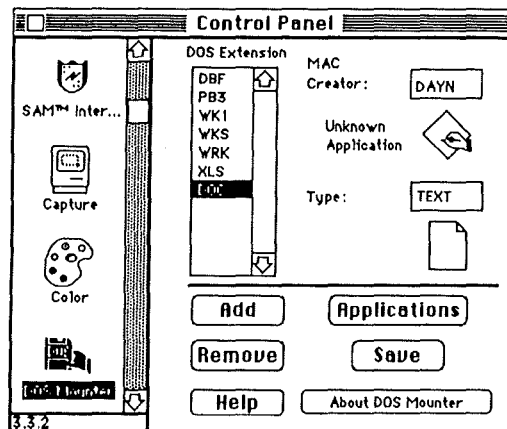 Control Panel
SAM™ Inter...
Capture
Color
DOS Mounter
3.3.2
DOS Extension
DBF
PB3
WK1
WKS
WRK
XLS
MAC
Creator:
DAYN
Unknown
Application
Type:
TEXT
Add
Applications
Remove
Save
Help
About DOS Mounter